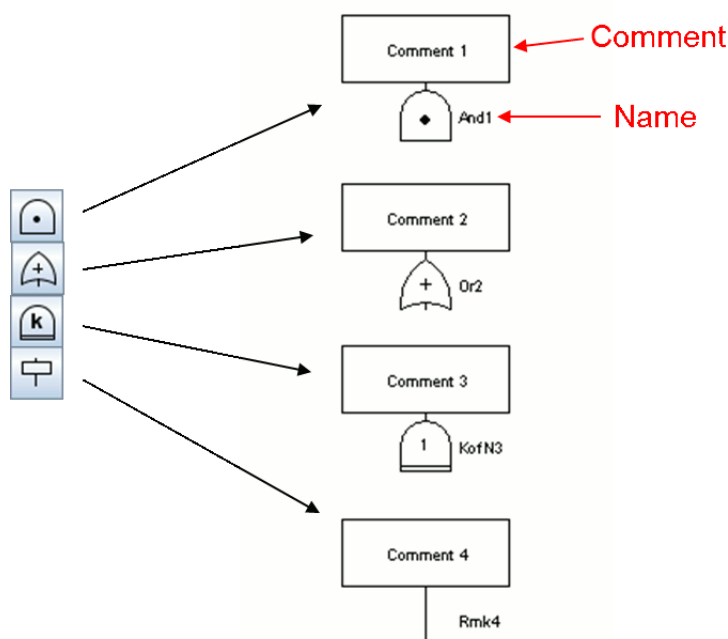 Comment 1
Comment
And1
Name
Comment 2
+
+
Or2
k
Comment 3
1
KofN3
Comment 4
Rmk4